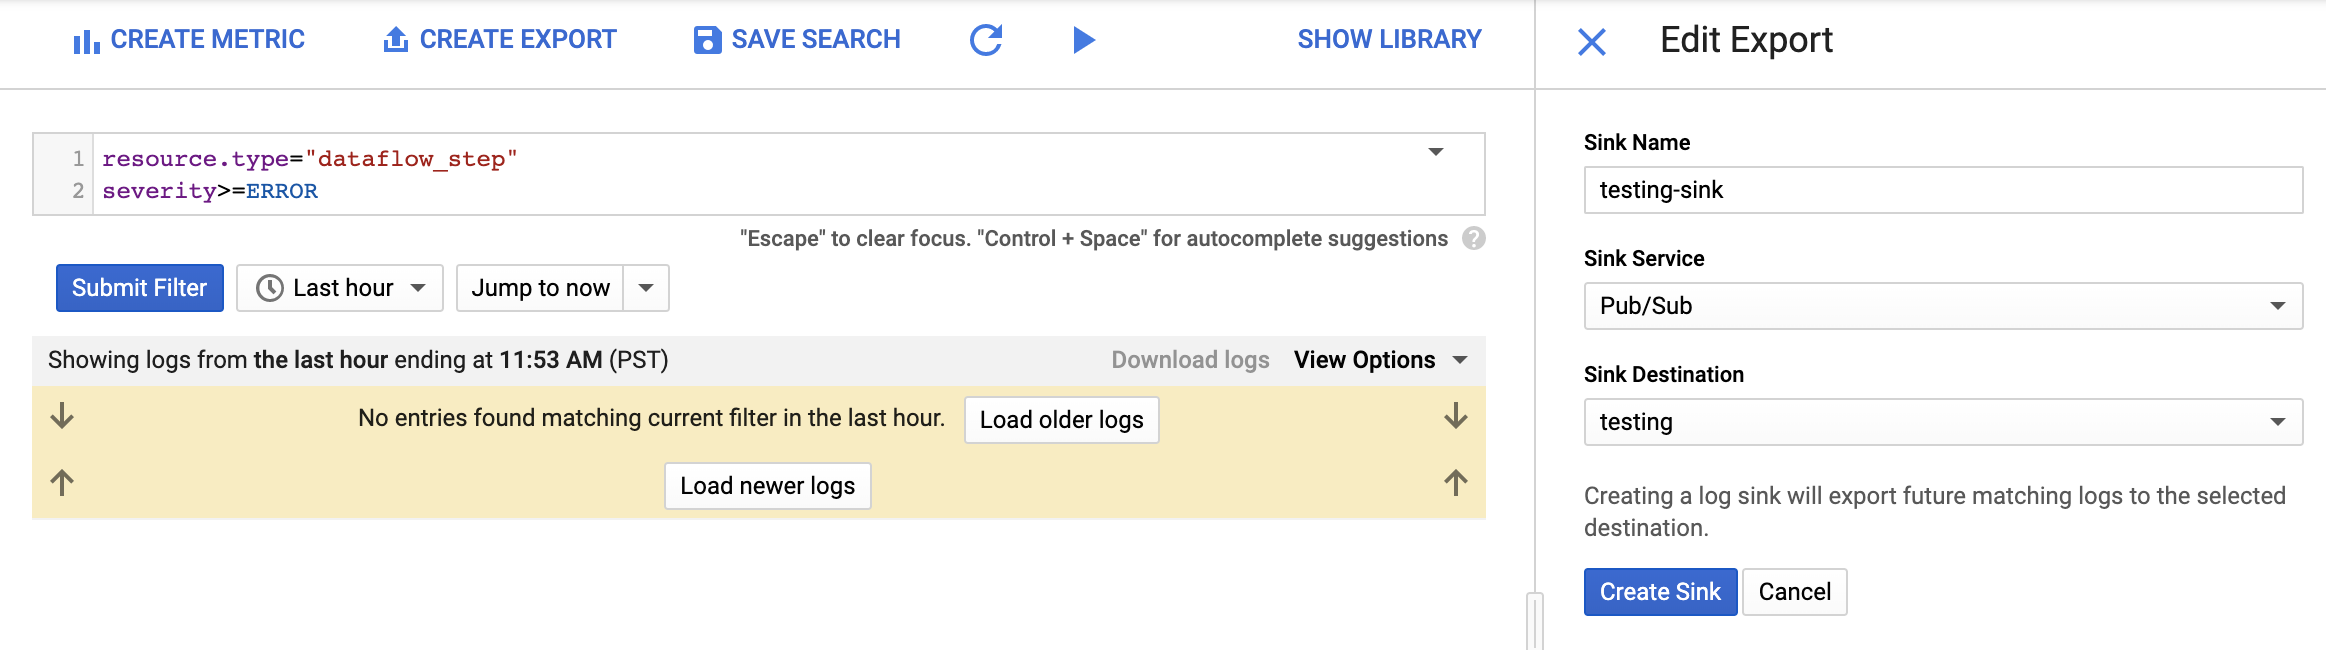 CREATE METRIC CREATE EXPORT SAVE SEARCH SHOW LIBRARY
1 resource.type="dataflow_step"
2 severity>=ERROR
"Escape" to clear focus. "Control + Space" for autocomplete suggestions ?
Submit Filter Last hour Jump to now
Showing logs from the last hour ending at 11:53 AM (PST) Download logs View Options
No entries found matching current filter in the last hour. Load older logs
Load newer logs
Edit Export
Sink Name
testing-sink
Sink Service
Pub/Sub
Sink Destination
testing
Creating a log sink will export future matching logs to the selected
destination.
Create Sink Cancel